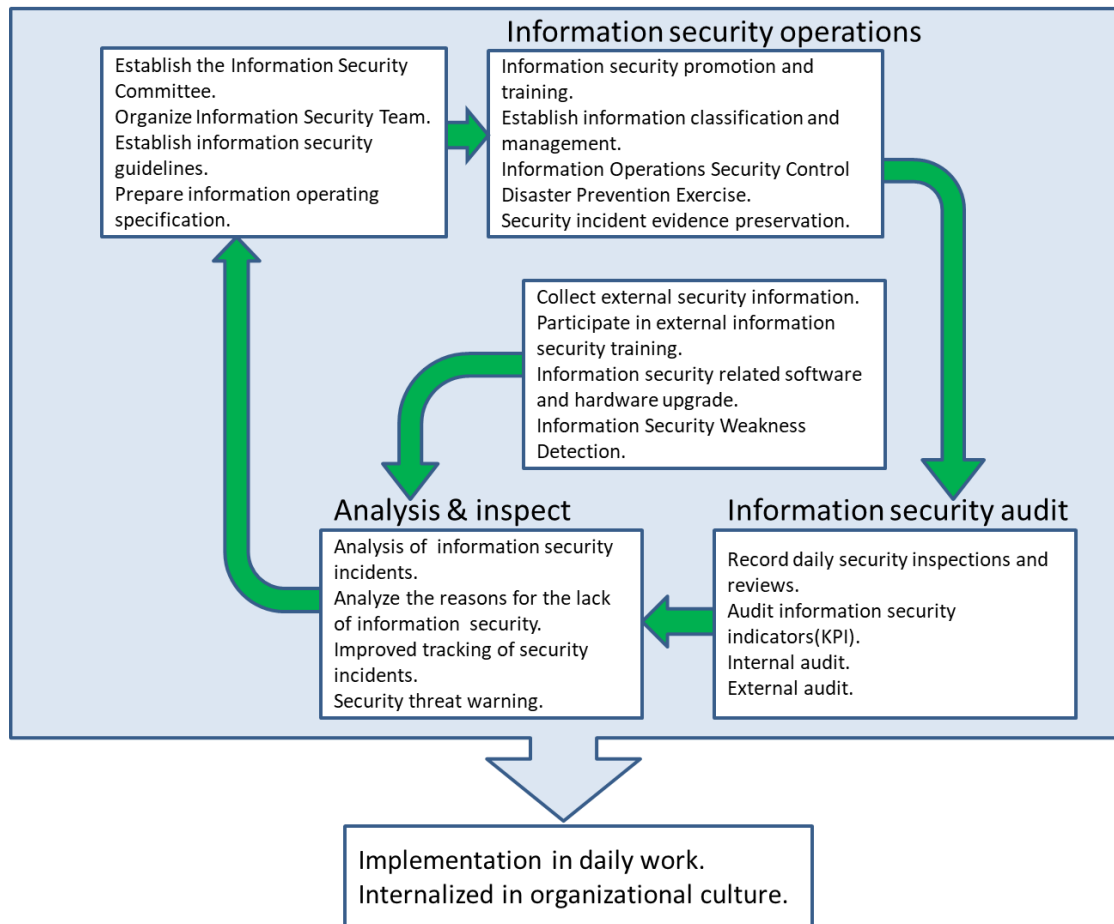 Establish the Information Security
Committee.
Organize Information Security Team.
Establish information security
guidelines.
Prepare information operating
specification.
Information security operations
Information security promotion and
training.
Establish information classification and
management.
Information Operations Security Control
Disaster Prevention Exercise.
Security incident evidence preservation.
Collect external security information.
Participate in external information
security training.
Information security related software
and hardware upgrade.
Information Security Weakness
Detection.
Analysis & inspect
Analysis of information security
incidents.
Analyze the reasons for the lack
of information security.
Improved tracking of security
incidents.
Security threat warning.
Information security audit
Record daily security inspections and
reviews.
Audit information security
indicators(KPI).
Internal audit.
External audit.
Implementation in daily work.
Internalized in organizational culture.